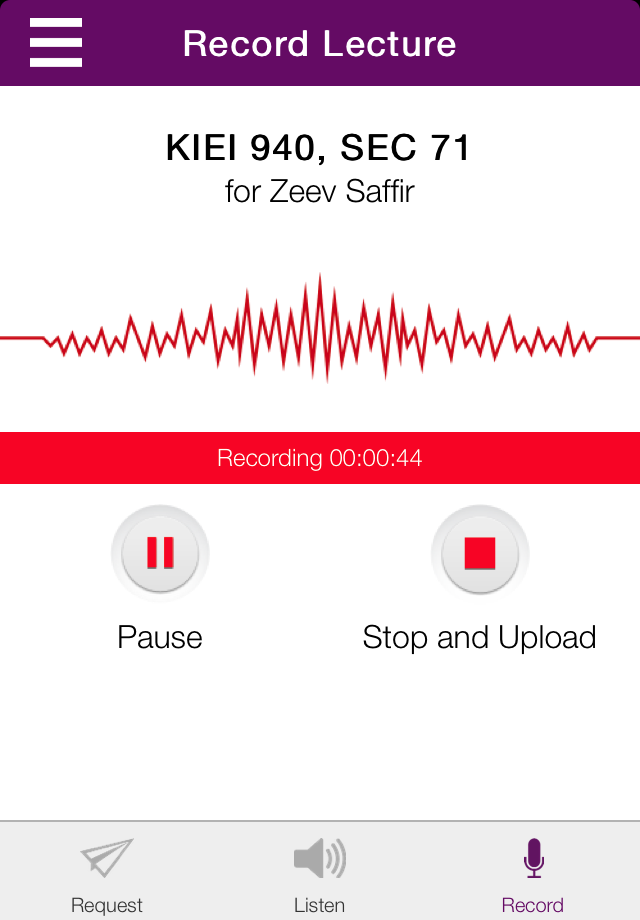 Record Lecture
KIEI 940, SEC 71
for Zeev Saffir
Recording 00:00:44
Pause
Stop and Upload
Request
Listen
Record